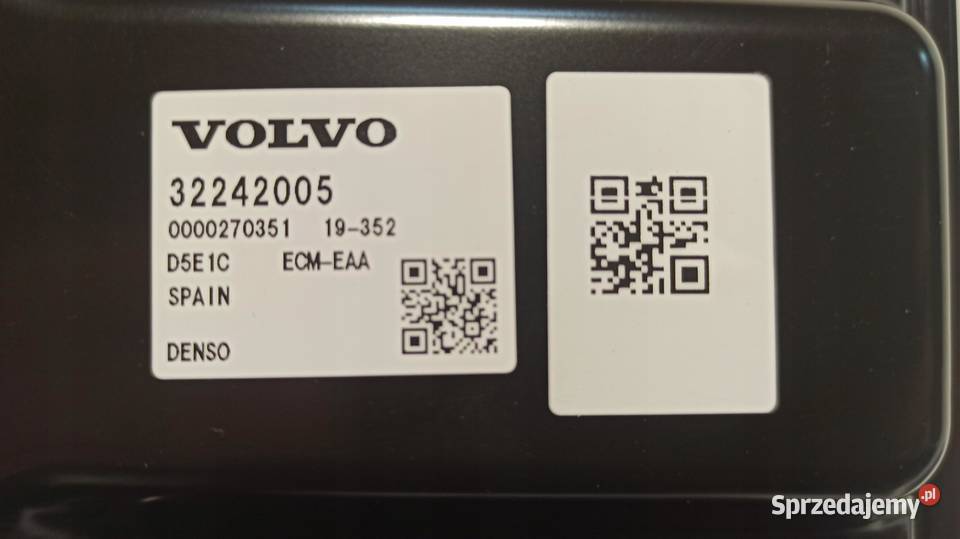 VOLVO
32242005
0000270351 19-352
D5E1C ECM-EAA
SPAIN
DENSO
Sprzedajemy.pl